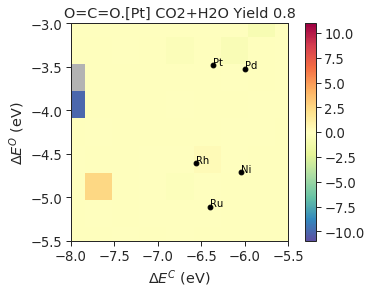 O=C=O.[Pt] CO2+H2O Yield 0.8
−3.0
−3.5
−4.0
−4.5
−5.0
−5.5
ΔE^O (eV)
Pt
Pd
Rh
Ni
Ru
−8.0 −7.5 −7.0 −6.5 −6.0 −5.5
ΔE^C (eV)
10.0
7.5
5.0
2.5
0.0
−2.5
−5.0
−7.5
−10.0